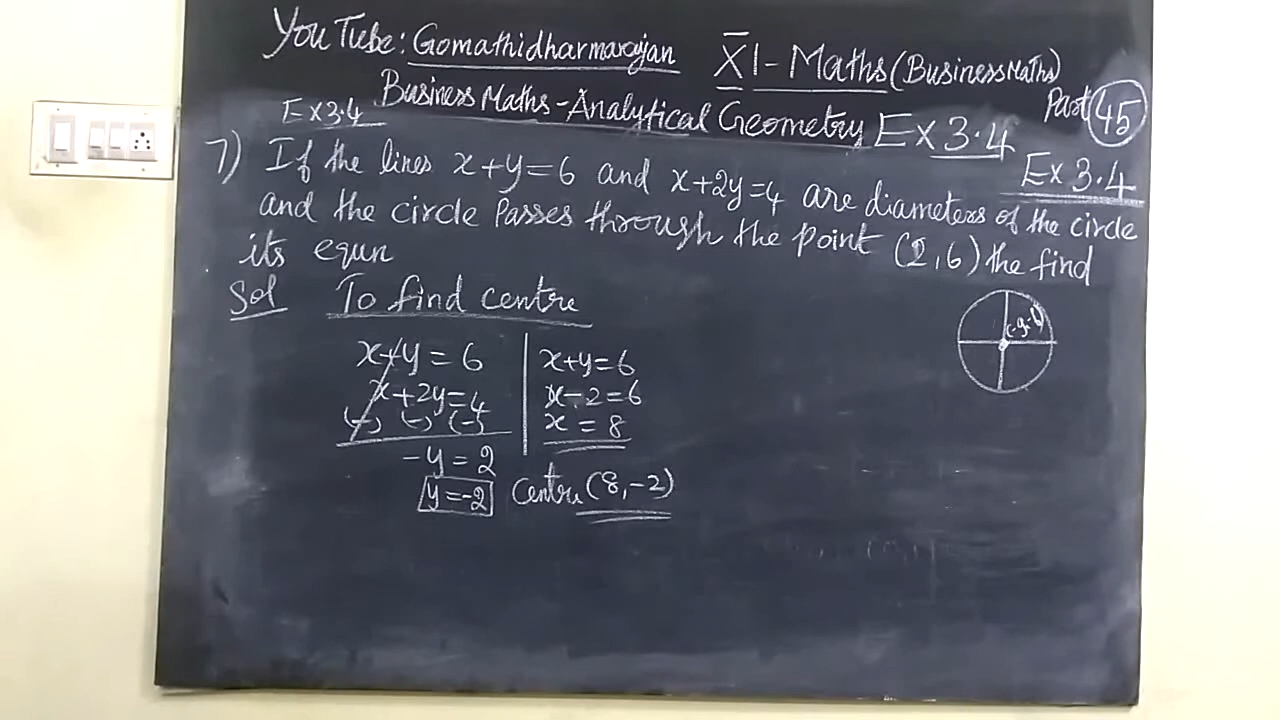 YouTube: Gomathidharmarajan XI - Maths (Business Maths)
Business Maths - Analytical Geometry Ex 3.4 Part 45
Ex 3.4
Ex 3.4
7) If the lines x+y=6 and x+2y=4 are diameters of the circle
and the circle Passes through the point (2,6) the find
its equn
Sol To find centre
x+y=6
x+2y=4
(-) (-) (-)
-y=2
y=-2
x+y=6
x-2=6
x=8
Centre (8,-2)